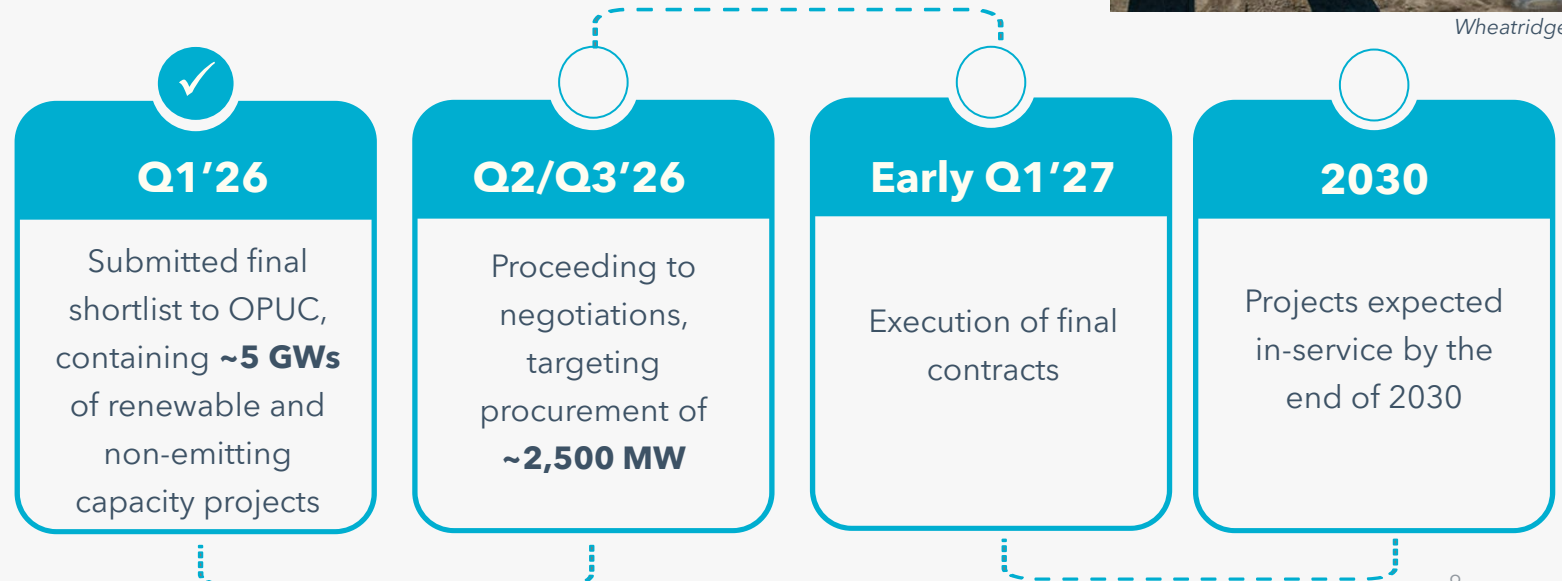 Wheatridge
Q1’26
Submitted final
shortlist to OPUC,
containing ~5 GWs
of renewable and
non-emitting
capacity projects
Q2/Q3’26
Proceeding to
negotiations,
targeting
procurement of
~2,500 MW
Early Q1’27
Execution of final
contracts
2030
Projects expected
in-service by the
end of 2030